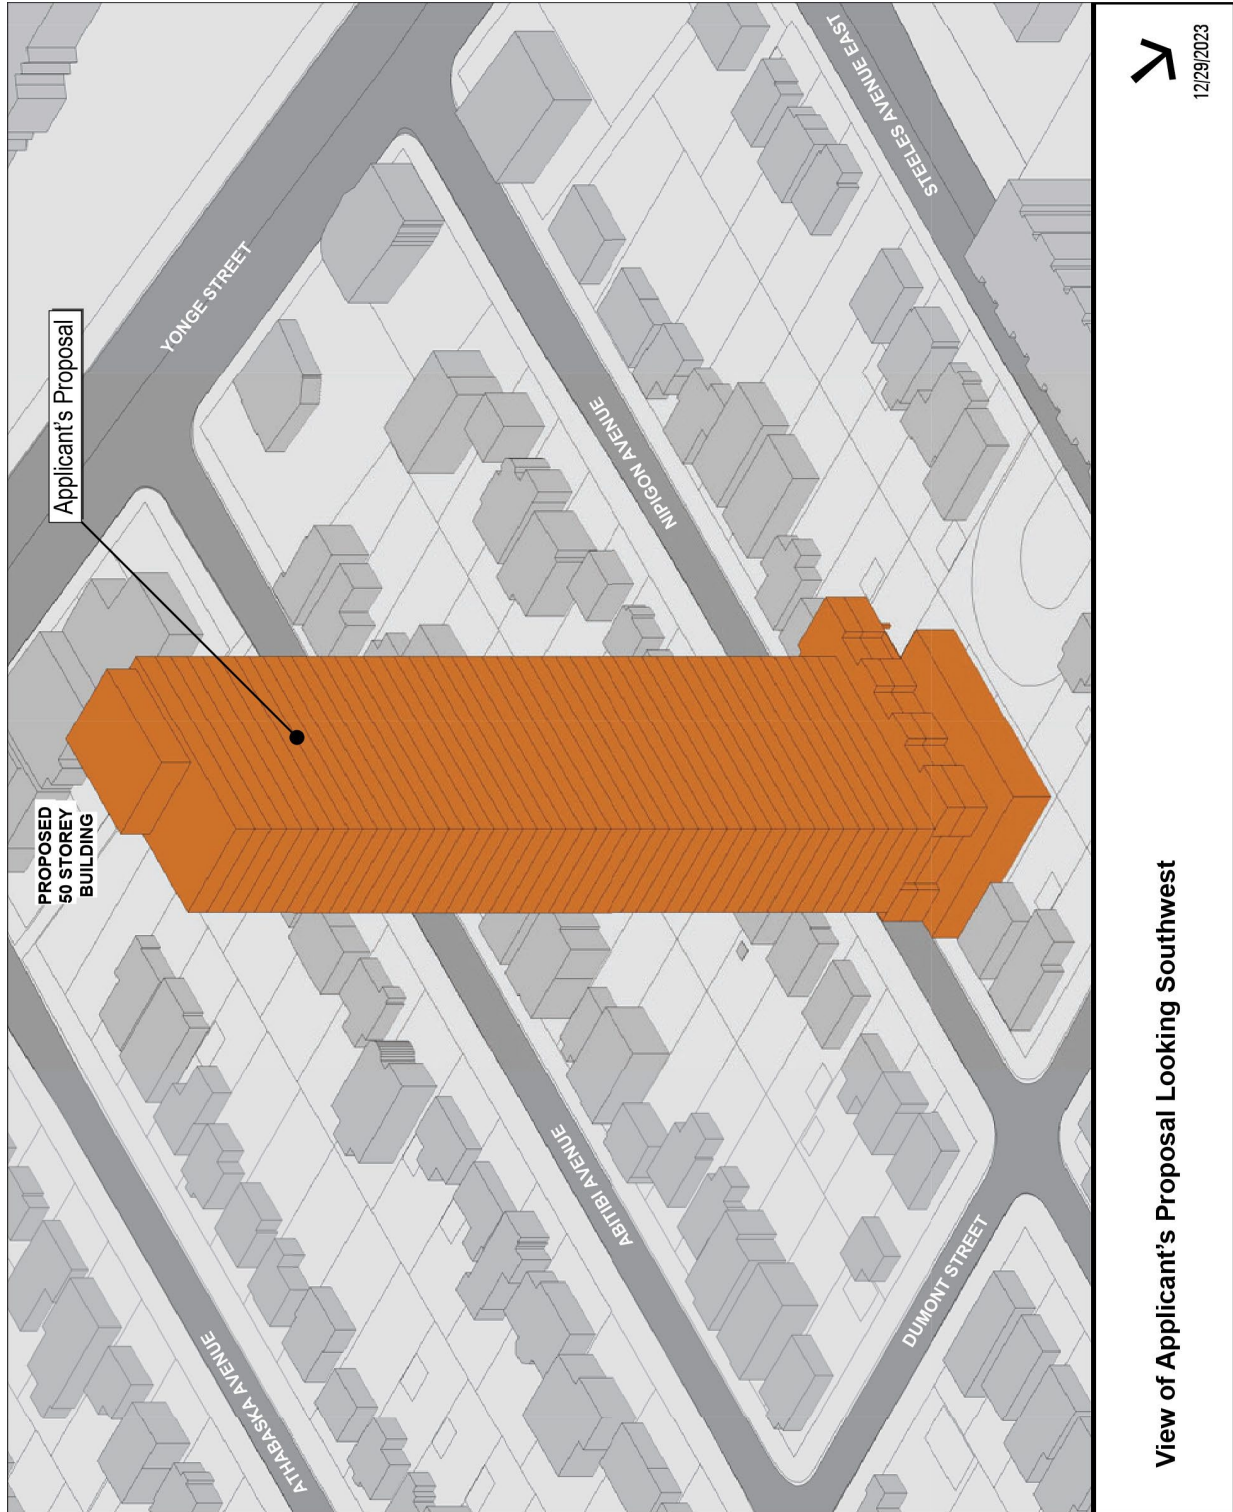 Applicant's Proposal
PROPOSED
50 STOREY
BUILDING
YONGE STREET
STEELES AVENUE EAST
NIPIGON AVENUE
ABITIBI AVENUE
ATHABASKA AVENUE
DUMONT STREET
View of Applicant's Proposal Looking Southwest
12/29/2023